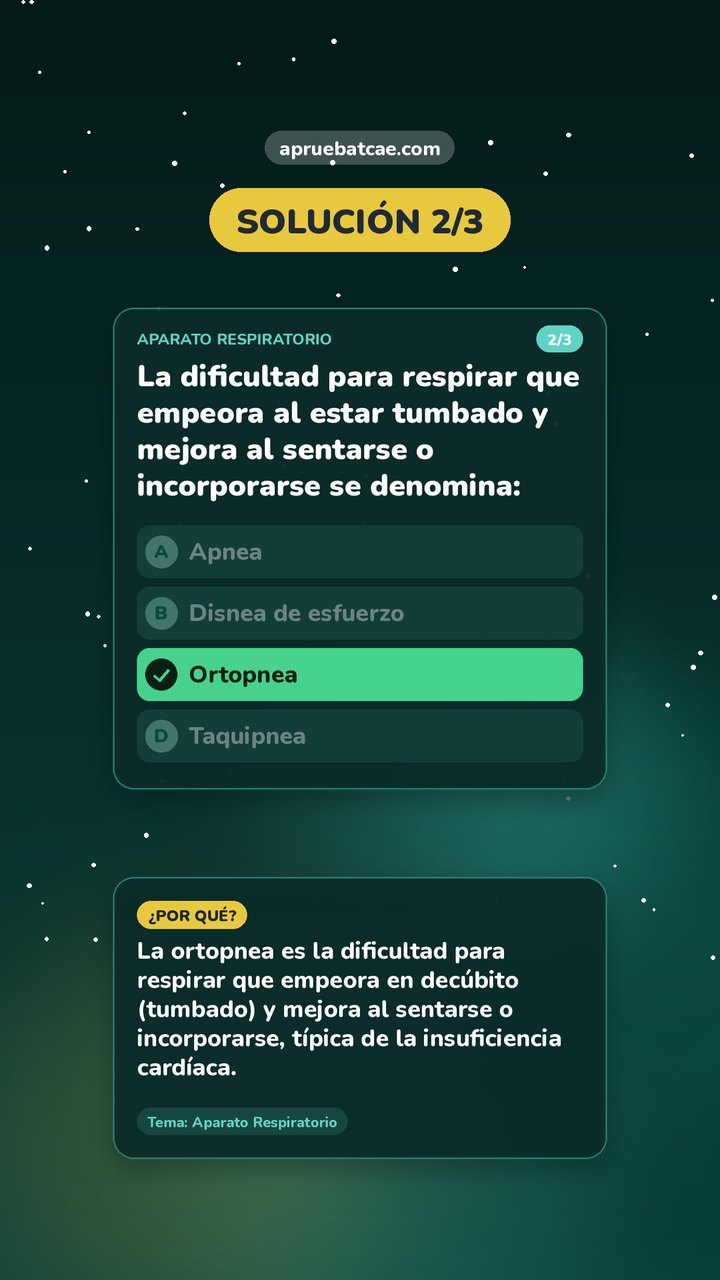 apruebatcae.com
SOLUCIÓN 2/3
APARATO RESPIRATORIO
2/3
La dificultad para respirar que
empeora al estar tumbado y
mejora al sentarse o
incorporarse se denomina:
A Apnea
B Disnea de esfuerzo
Ortopnea
D Taquipnea
¿POR QUÉ?
La ortopnea es la dificultad para
respirar que empeora en decúbito
(tumbado) y mejora al sentarse o
incorporarse, típica de la insuficiencia
cardíaca.
Tema: Aparato Respiratorio